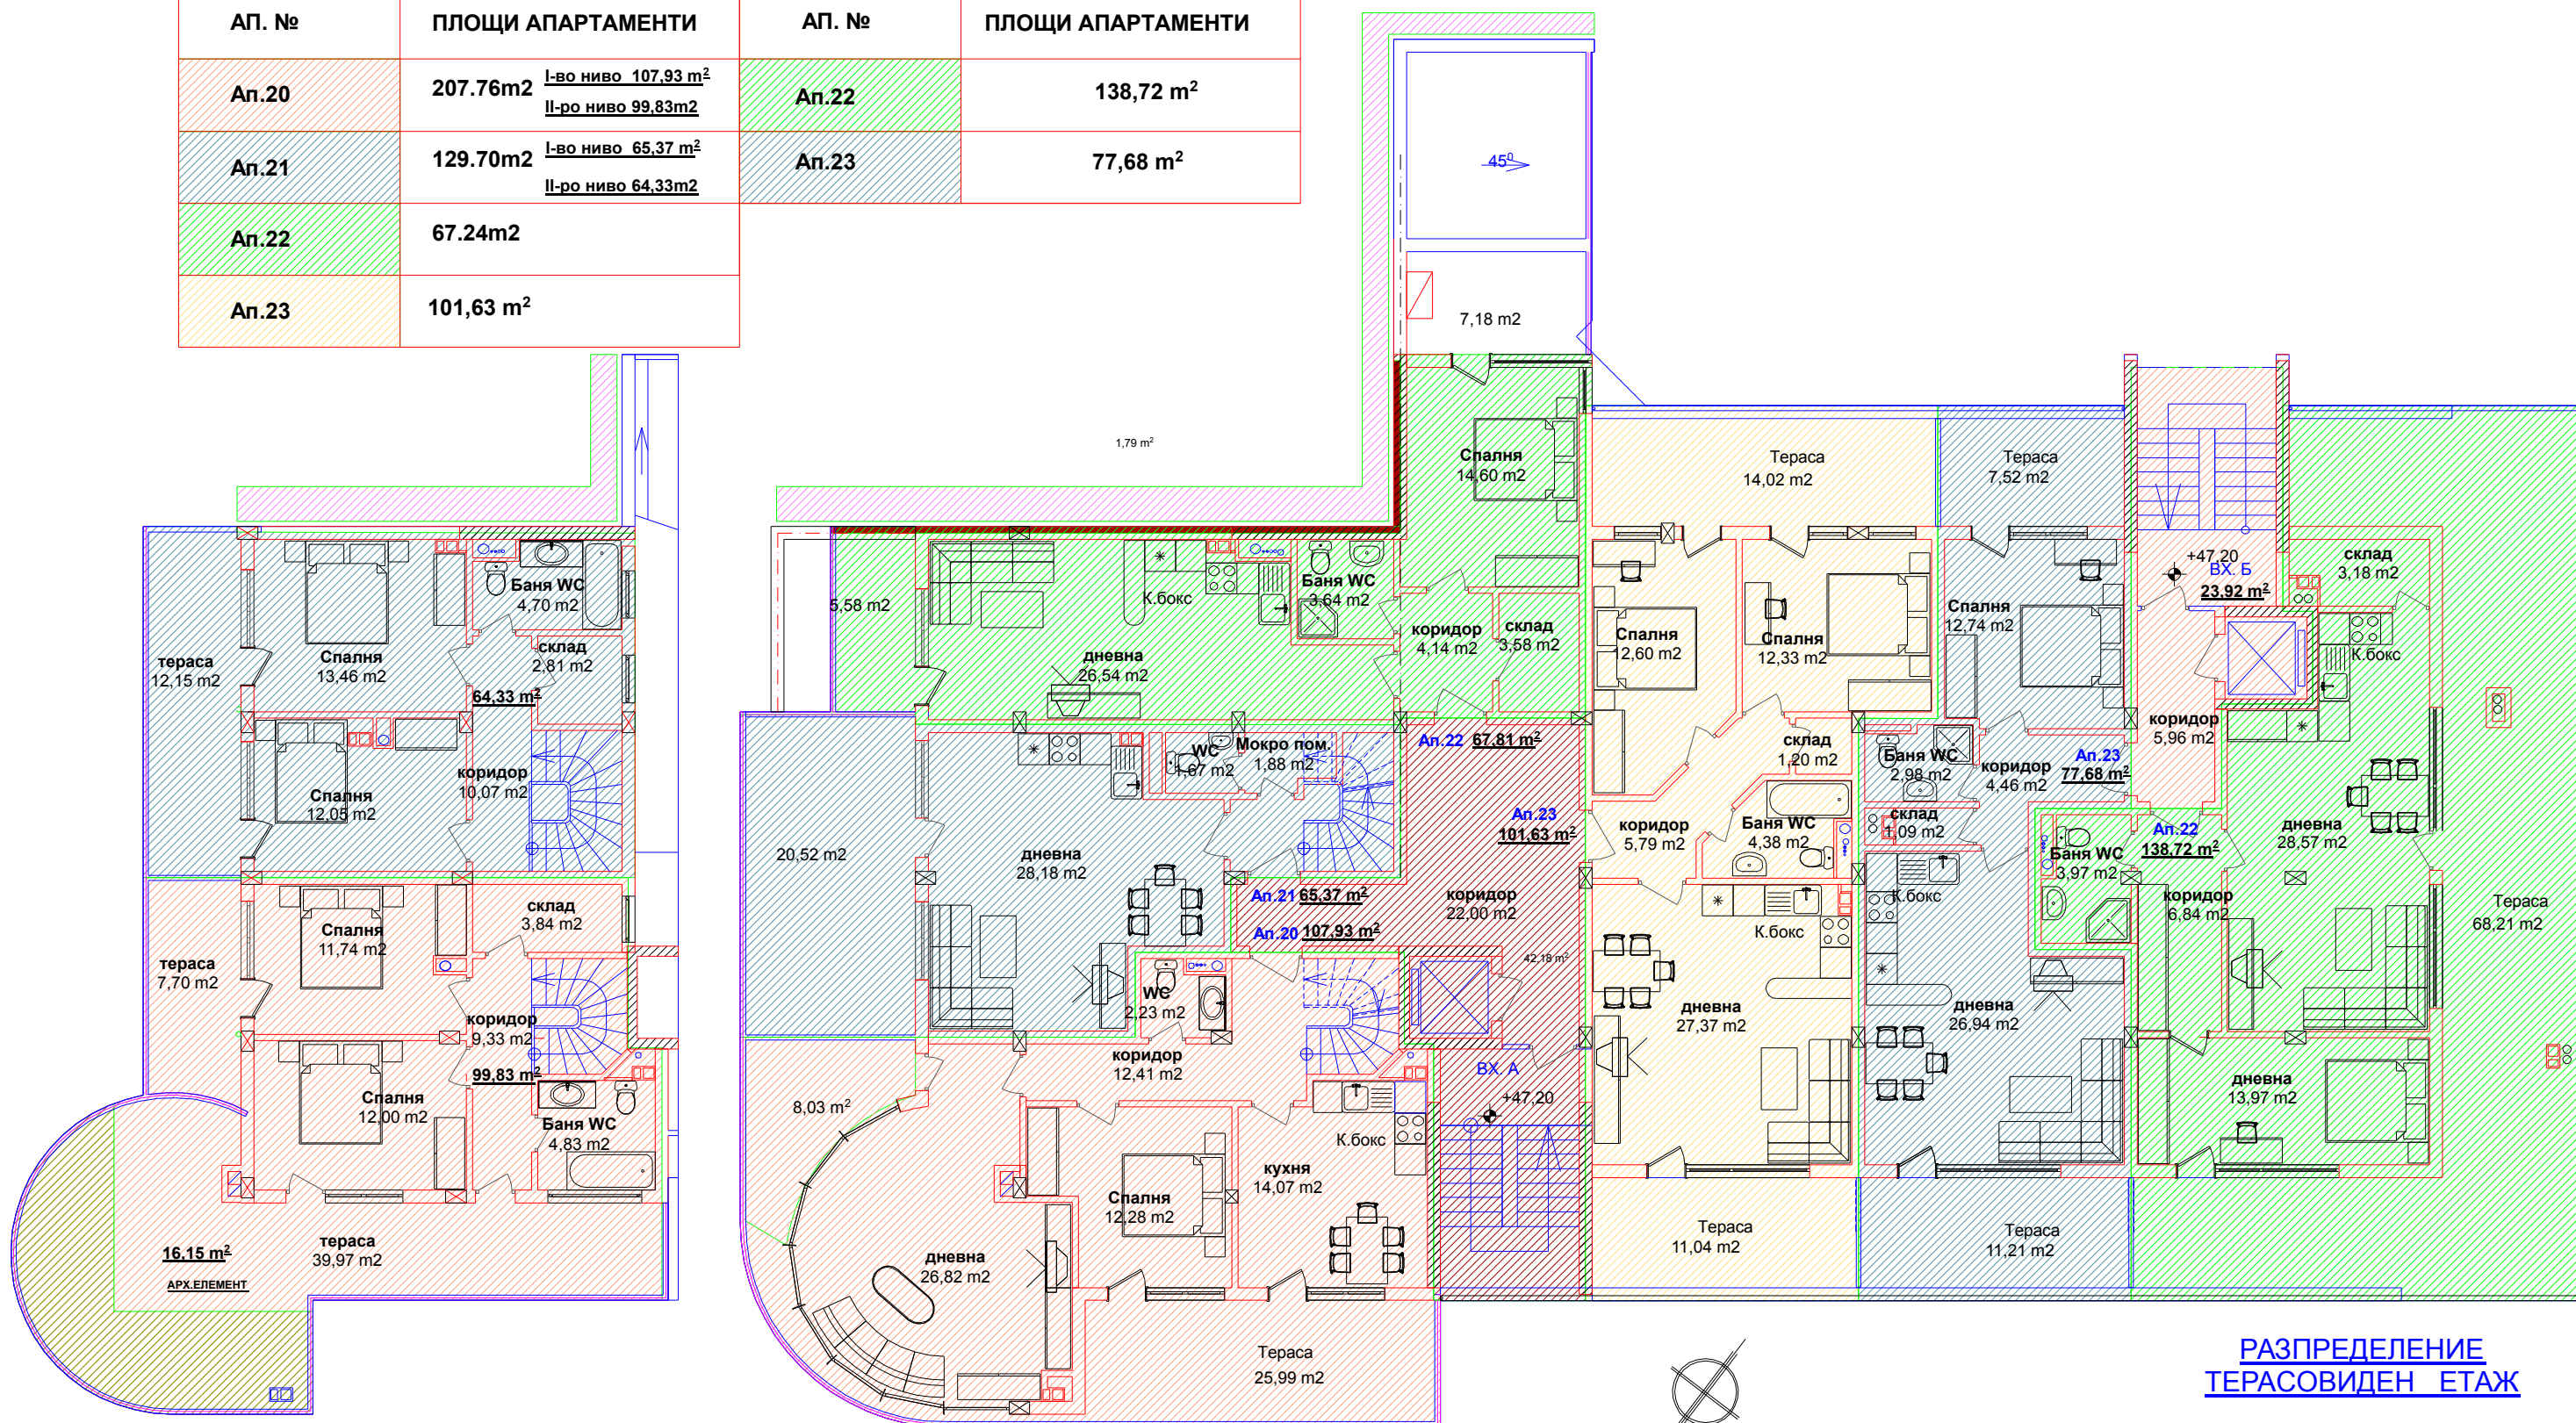 АП. №
ПЛОЩИ АПАРТАМЕНТИ
АП. №
ПЛОЩИ АПАРТАМЕНТИ
Ап.20
207.76m2
I-во ниво 107,93 m²
II-ро ниво 99,83m2
Ап.22
138,72 m²
Ап.21
129.70m2
I-во ниво 65,37 m²
II-ро ниво 64,33m2
Ап.23
77,68 m²
Ап.22
67.24m2
Ап.23
101,63 m²
45⁰
7,18 m2
1,79 m²
Баня WC
4,70 m2
склад
2,81 m2
тераса
12,15 m2
Спалня
13,46 m2
64,33 m²
Спалня
12,05 m2
коридор
10,07 m2
Спалня
11,74 m2
склад
3,84 m2
тераса
7,70 m2
коридор
9,33 m2
99,83 m²
Спалня
12,00 m2
Баня WC
4,83 m2
16,15 m²
АРХ.ЕЛЕМЕНТ
тераса
39,97 m2
5,58 m2
К.бокс
Баня WC
3,64 m2
дневна
26,54 m2
коридор
4,14 m2
склад
3,58 m2
Спалня
14,60 m2
WC
1,67 m2
Мокро пом.
1,88 m2
Ап.22 67,81 m²
20,52 m2
дневна
28,18 m2
Ап.23
101,63 m²
Ап.21 65,37 m²
Ап.20 107,93 m²
коридор
22,00 m2
42,18 m²
WC
2,23 m2
коридор
12,41 m2
8,03 m²
ВХ. А
+47,20
К.бокс
кухня
14,07 m2
Спалня
12,28 m2
дневна
26,82 m2
Тераса
25,99 m2
Тераса
14,02 m2
Тераса
7,52 m2
Спалня
12,60 m2
Спалня
12,33 m2
Спалня
12,74 m2
+47,20
ВХ. Б
23,92 m²
склад
3,18 m2
К.бокс
склад
1,20 m2
Баня WC
2,98 m2
коридор
4,46 m2
Ап.23
77,68 m²
коридор
5,96 m2
коридор
5,79 m2
Баня WC
4,38 m2
склад
1,09 m2
Баня WC
3,97 m2
Ап.22
138,72 m²
дневна
28,57 m2
К.бокс
К.бокс
коридор
6,84 m2
Тераса
68,21 m2
дневна
27,37 m2
дневна
26,94 m2
дневна
13,97 m2
Тераса
11,04 m2
Тераса
11,21 m2
РАЗПРЕДЕЛЕНИЕ
ТЕРАСОВИДЕН ЕТАЖ